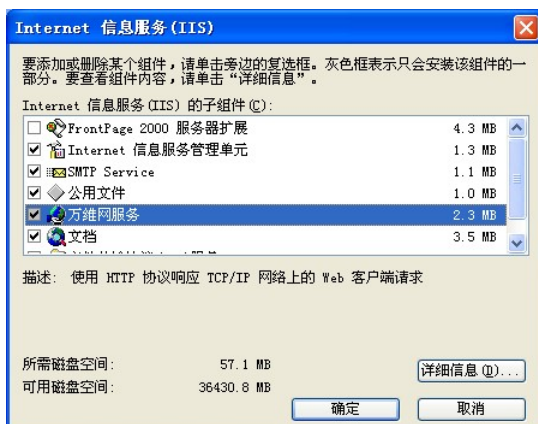 Internet 信息服务(IIS)
要添加或删除某个组件，请单击旁边的复选框。灰色框表示只会安装该组件的一
部分。要查看组件内容，请单击“详细信息”。
Internet 信息服务(IIS) 的子组件(C):
FrontPage 2000 服务器扩展 4.3 MB
Internet 信息服务管理单元 1.3 MB
SMTP Service 1.1 MB
公用文件 1.0 MB
万维网服务 2.3 MB
文档 3.5 MB
描述: 使用 HTTP 协议响应 TCP/IP 网络上的 Web 客户端请求
所需磁盘空间: 57.1 MB
详细信息(D)...
可用磁盘空间: 36430.8 MB
确定 取消